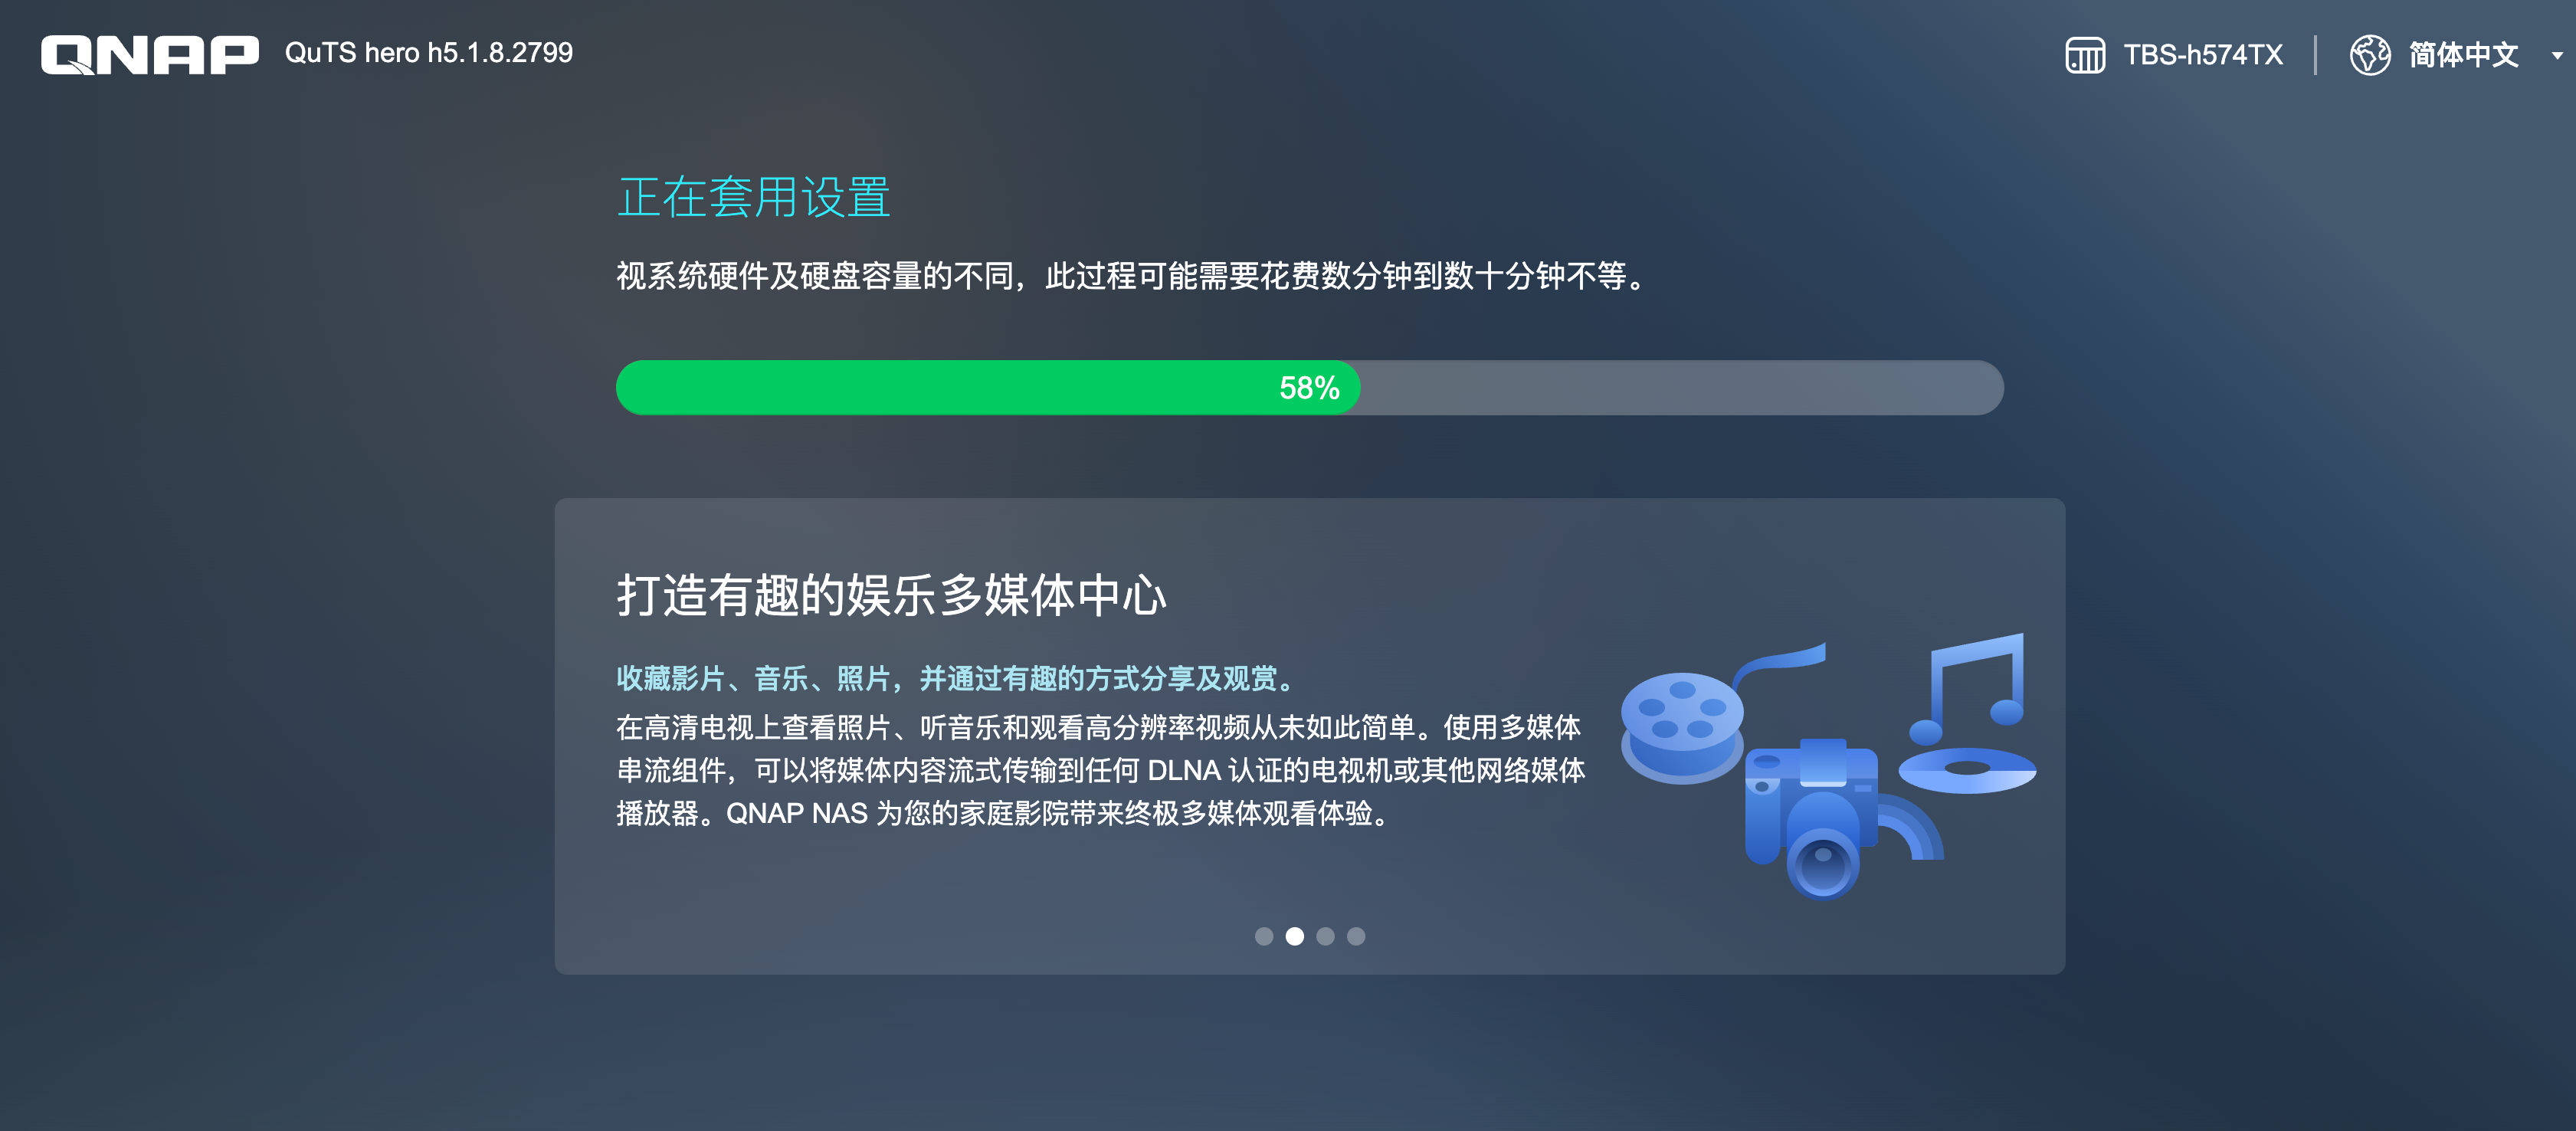 QNAP QuTS hero h5.1.8.2799
TBS-h574TX
简体中文
正在套用设置
视系统硬件及硬盘容量的不同，此过程可能需要花费数分钟到数十分钟不等。
58%
打造有趣的娱乐多媒体中心
收藏影片、音乐、照片，并通过有趣的方式分享及观赏。
在高清电视上查看照片、听音乐和观看高分辨率视频从未如此简单。使用多媒体
串流组件，可以将媒体内容流式传输到任何 DLNA 认证的电视机或其他网络媒体
播放器。QNAP NAS 为您的家庭影院带来终极多媒体观看体验。